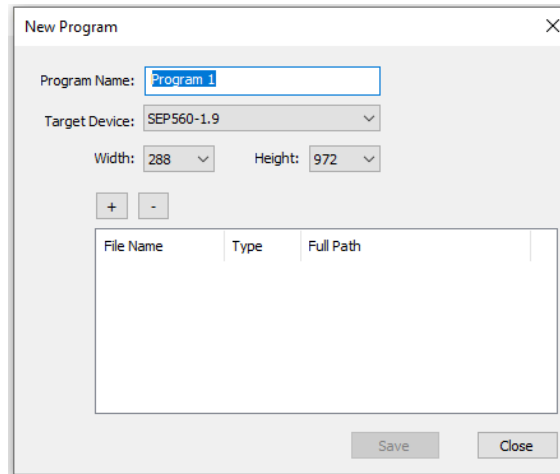 New Program
Program Name: Program 1
Target Device: SEP560-1.9
Width: 288 Height: 972
+ -
File Name Type Full Path
Save Close